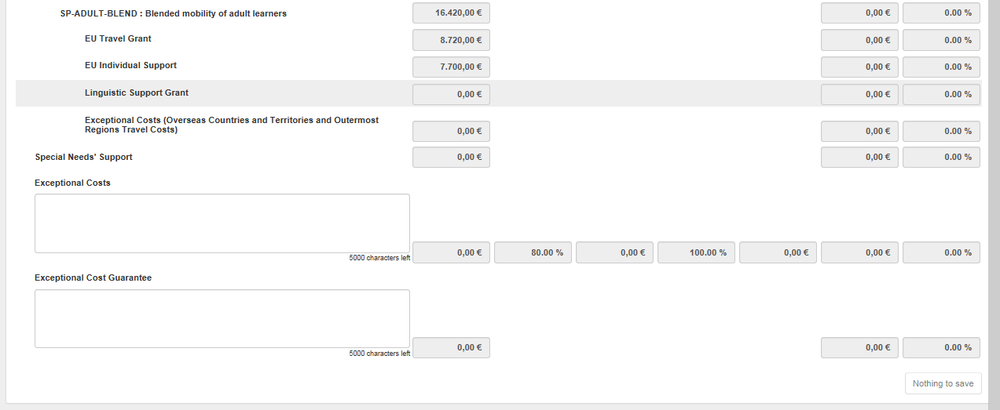 SP-ADULT-BLEND : Blended mobility of adult learners 16.420,00 € 0,00 € 0.00 %
EU Travel Grant 8.720,00 € 0,00 € 0.00 %
EU Individual Support 7.700,00 € 0,00 € 0.00 %
Linguistic Support Grant 0,00 € 0,00 € 0.00 %
Exceptional Costs (Overseas Countries and Territories and Outermost
Regions Travel Costs) 0,00 € 0,00 € 0.00 %
Special Needs' Support 0,00 € 0,00 € 0.00 %
Exceptional Costs
5000 characters left 0,00 € 80.00 % 0,00 € 100.00 % 0,00 € 0,00 € 0.00 %
Exceptional Cost Guarantee
5000 characters left 0,00 € 0,00 € 0.00 %
Nothing to save